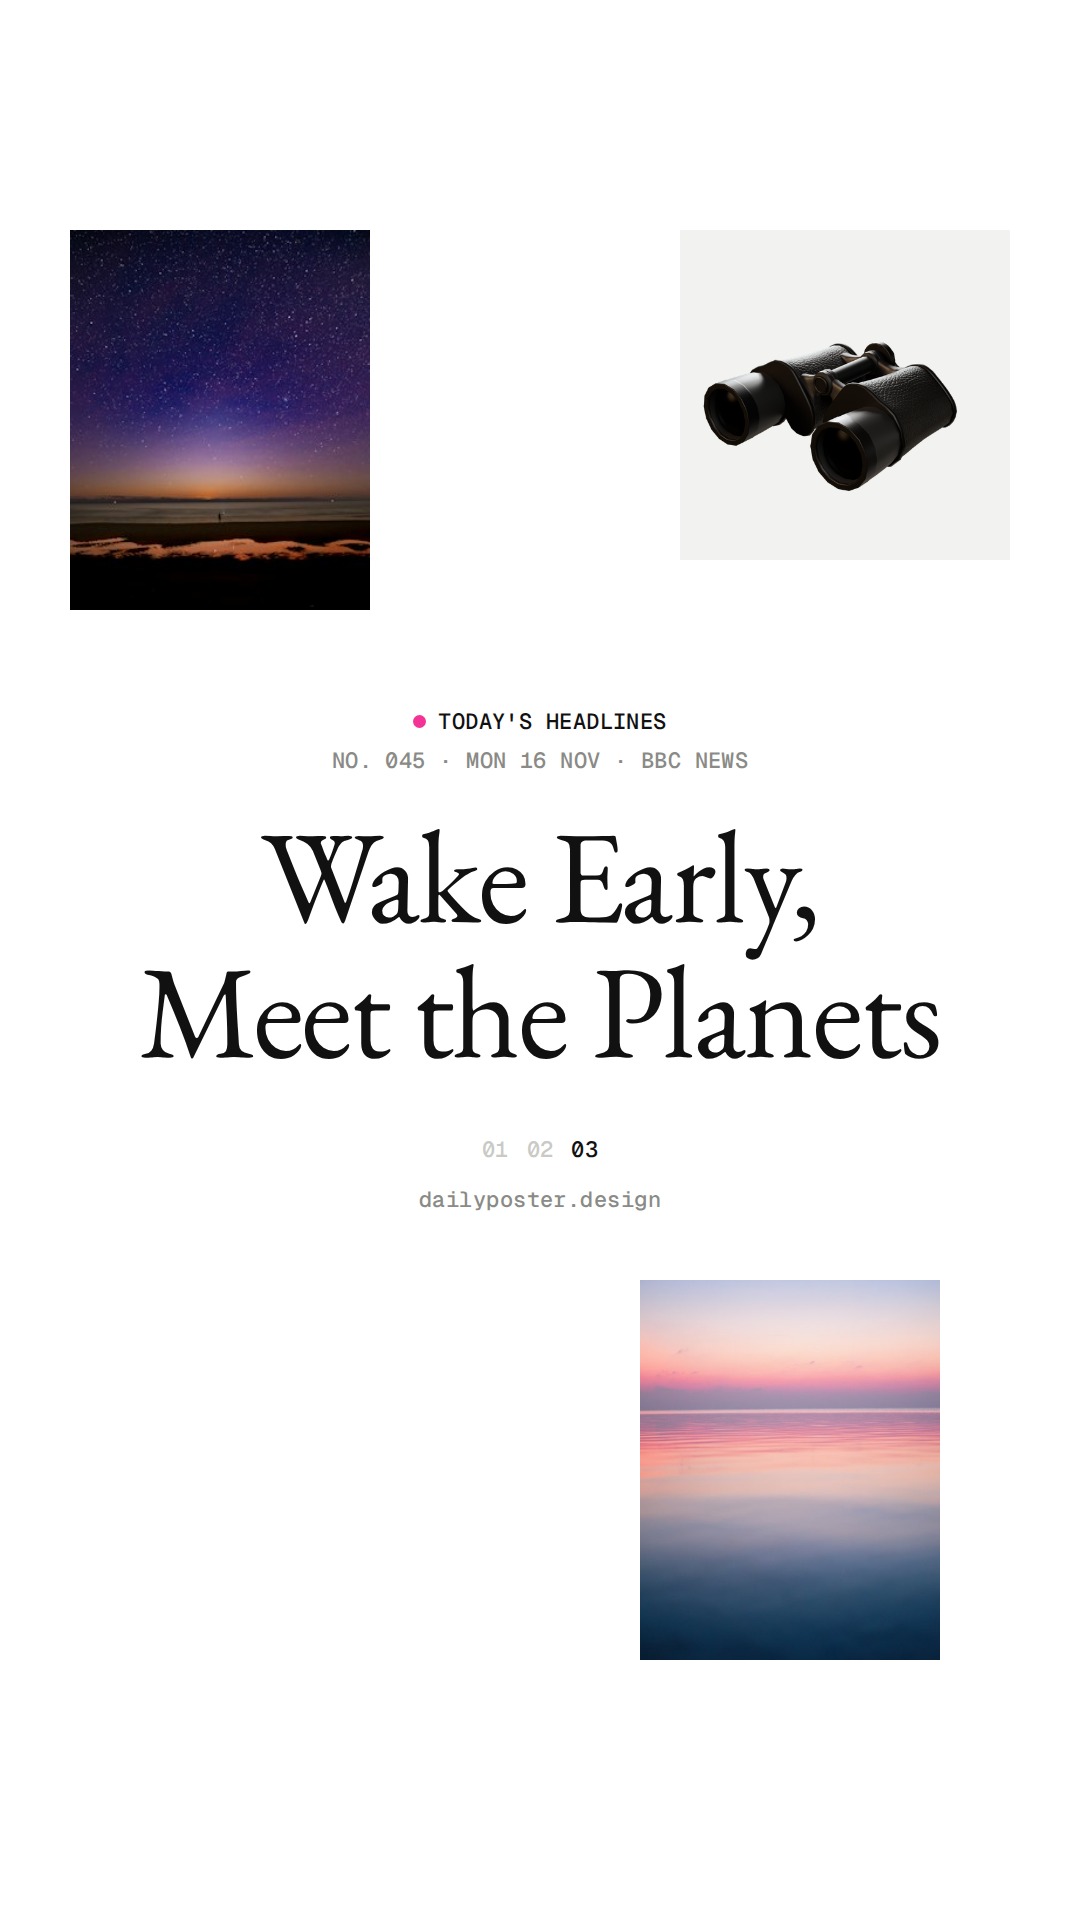 TODAY'S HEADLINES
NO. 045 · MON 16 NOV · BBC NEWS
Wake Early,
Meet the Planets
01 02 03
dailyposter.design